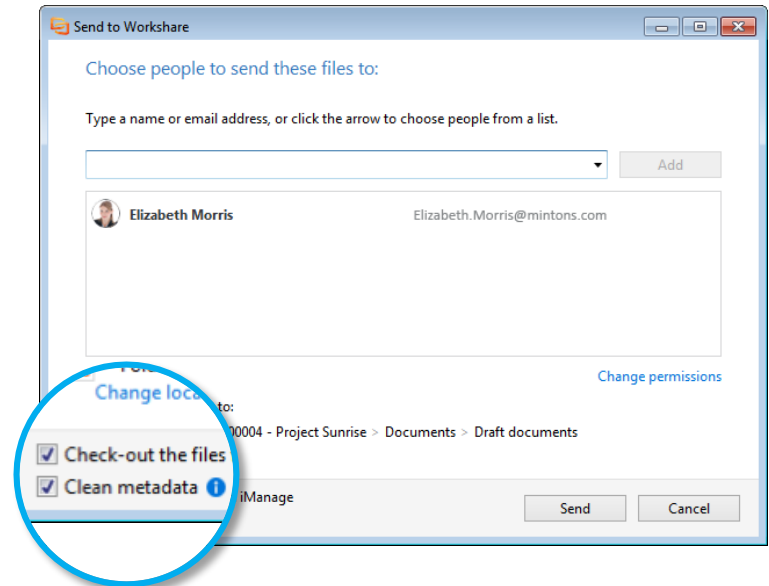 Send to Workshare
Choose people to send these files to:
Type a name or email address, or click the arrow to choose people from a list.
Add
Elizabeth Morris Elizabeth.Morris@mintons.com
Change permissions
Change loca
to:
00004 - Project Sunrise > Documents > Draft documents
Check-out the files
Clean metadata
iManage
Send Cancel